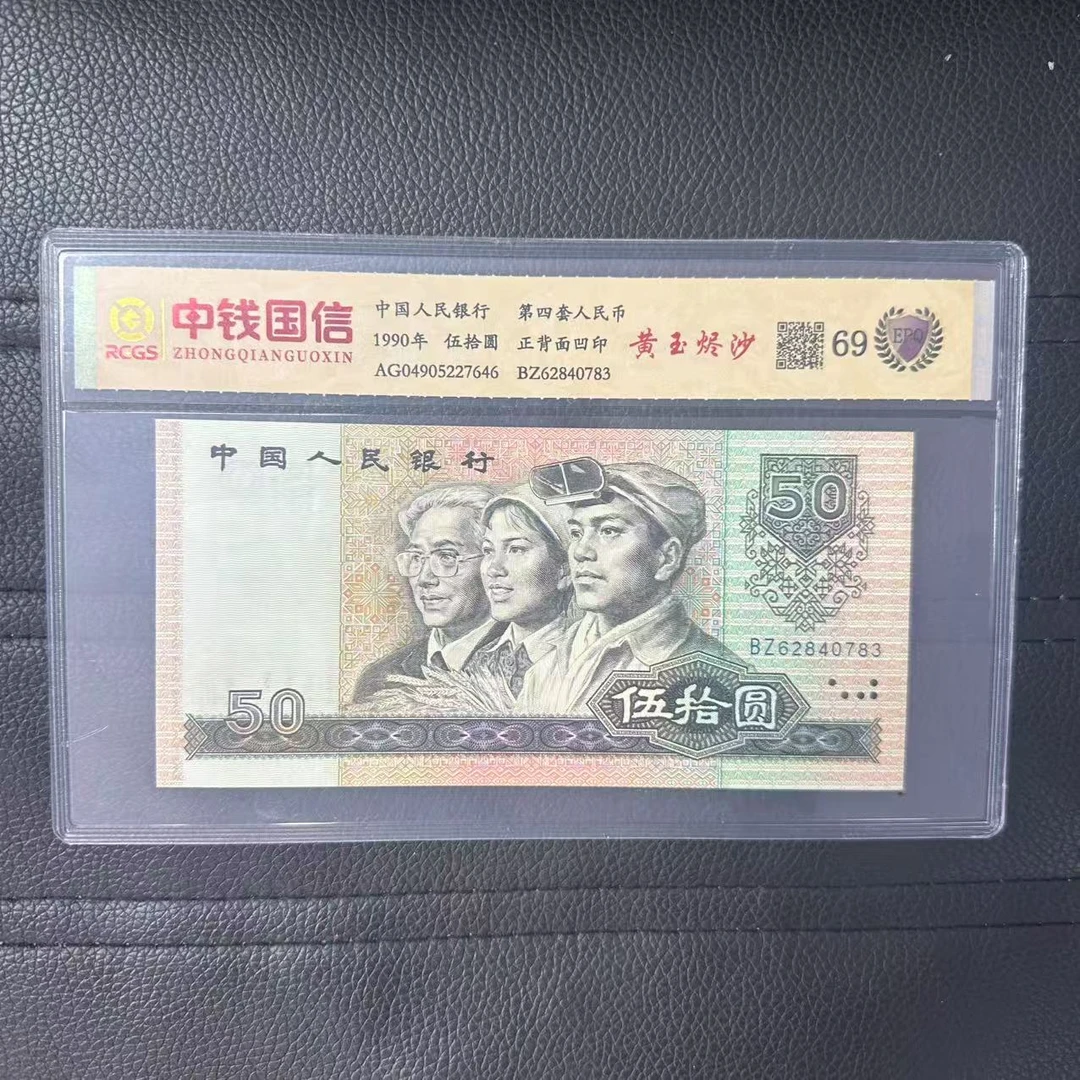 中钱国信
RCGS ZHONGQIANGUOXIN
中国人民银行 第四套人民币
1990年 伍拾圆 正背面凹印
AG04905227646 BZ62840783
黄玉烬沙
69
EPQ
中国人民银行
50
BZ62840783
50
伍拾圆